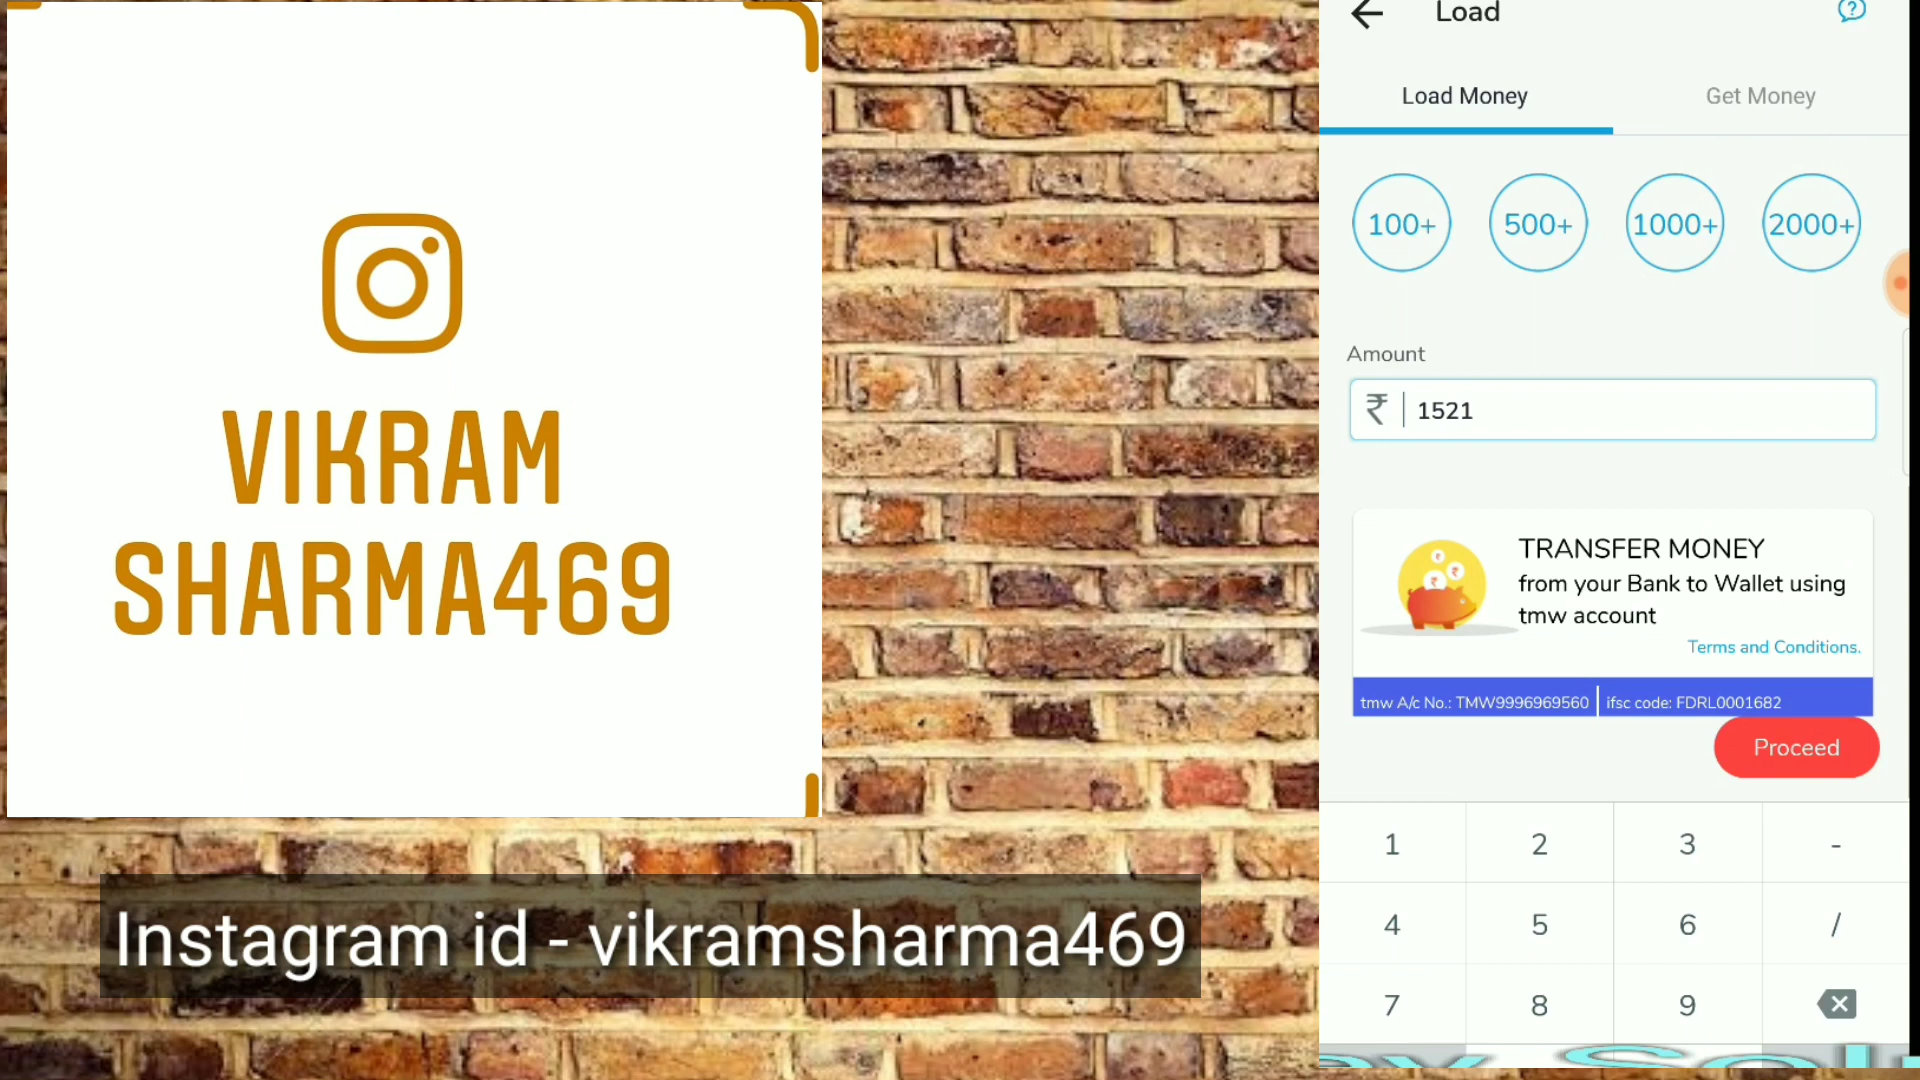 VIKRAM
SHARMA469
Instagram id - vikramsharma469
Load
Load Money
Get Money
100+
500+
1000+
2000+
Amount
₹ 1521
TRANSFER MONEY
from your Bank to Wallet using
tmw account
Terms and Conditions.
tmw A/c No.: TMW9996969560
ifsc code: FDRL0001682
Proceed
1 2 3 -
4 5 6 /
7 8 9